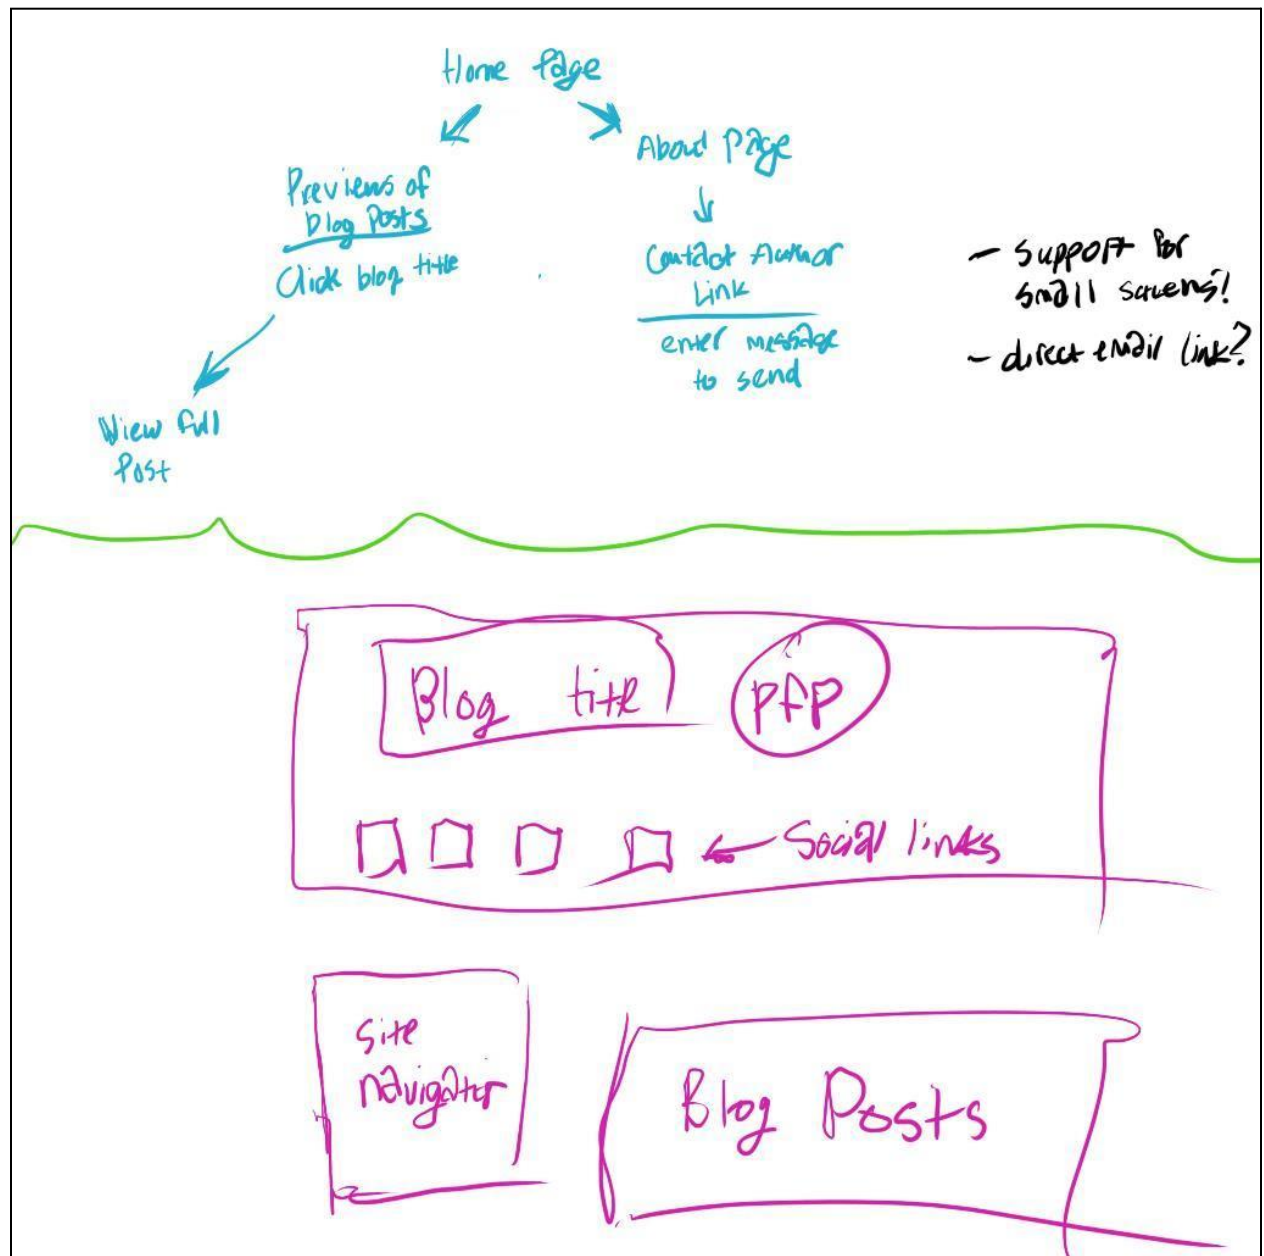 Home Page
Previews of
Blog Posts
Click blog title
View full
Post
About page
Contact Author
Link
enter message
to send
- Support for
small screens!
- direct email link?
Blog title
pfp
Social links
Site
navigator
Blog Posts